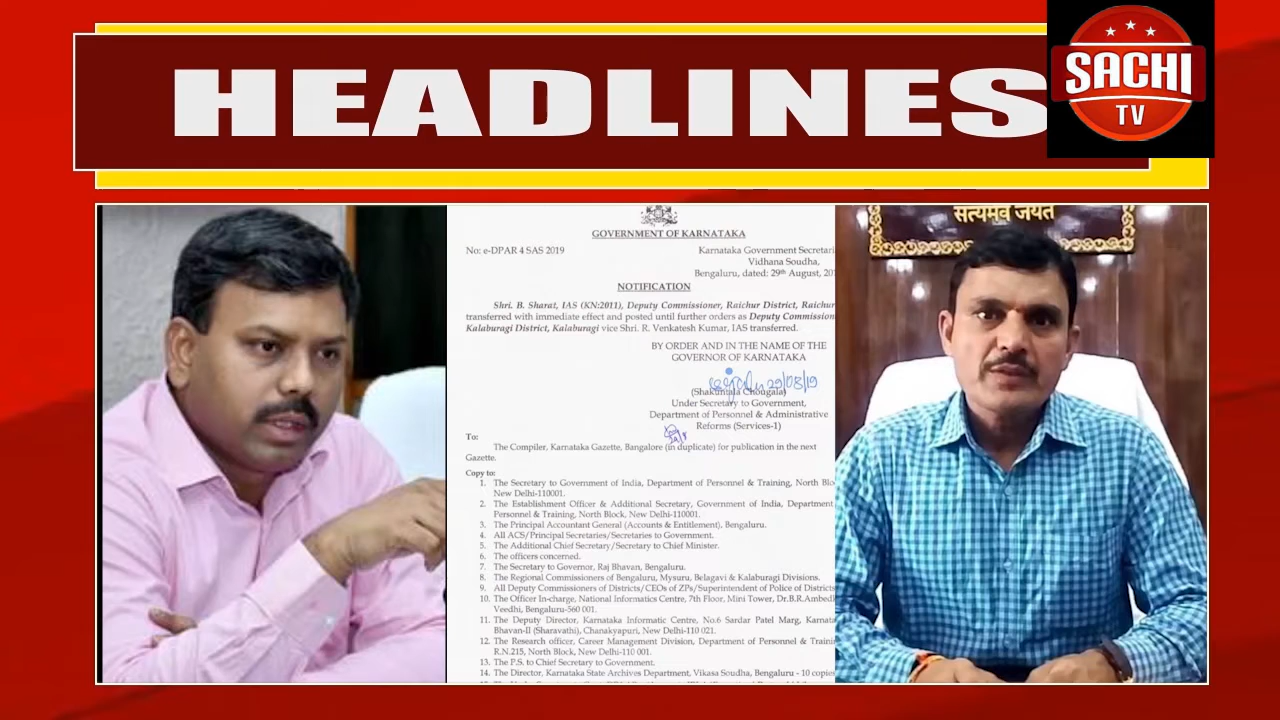 HEADLINES
SACHI
TV
GOVERNMENT OF KARNATAKA
No: e-DPAR 4 SAS 2019
Karnataka Government Secretari
Vidhana Soudha,
Bengaluru, dated: 29th August, 201
NOTIFICATION
Shri. B. Sharat, IAS (KN:2011), Deputy Commissioner, Raichur District, Raichur
transferred with immediate effect and posted until further orders as Deputy Commission
Kalaburagi District, Kalaburagi vice Shri. R. Venkatesh Kumar, IAS transferred.
BY ORDER AND IN THE NAME OF THE
GOVERNOR OF KARNATAKA
29/08/19
(Shakuntala Chougala)
Under Secretary to Government,
Department of Personnel & Administrative
Reforms (Services-1)
To:
The Compiler, Karnataka Gazette, Bangalore (in duplicate) for publication in the next
Gazette.
Copy to:
1. The Secretary to Government of India, Department of Personnel & Training, North Blo
New Delhi-110001.
2. The Establishment Officer & Additional Secretary, Government of India, Department
Personnel & Training, North Block, New Delhi-110001.
3. The Principal Accountant General (Accounts & Entitlement), Bengaluru.
4. All ACS/Principal Secretaries/Secretaries to Government.
5. The Additional Chief Secretary/Secretary to Chief Minister.
6. The officers concerned.
7. The Secretary to Governor, Raj Bhavan, Bengaluru.
8. The Regional Commissioners of Bengaluru, Mysuru, Belagavi & Kalaburagi Divisions.
9. All Deputy Commissioners of Districts/CEOs of ZPs/Superintendent of Police of Districts
10. The Officer In-charge, National Informatics Centre, 7th Floor, Mini Tower, Dr.B.R.Ambedk
Veedhi, Bengaluru-560 001.
11. The Deputy Director, Karnataka Informatic Centre, No.6 Sardar Patel Marg, Karnata
Bhavan-II (Sharavathi), Chanakyapuri, New Delhi-110 021.
12. The Research officer, Career Management Division, Department of Personnel & Trainin
R.N.215, North Block, New Delhi-110 001.
13. The P.S. to Chief Secretary to Government.
14. The Director, Karnataka State Archives Department, Vikasa Soudha, Bengaluru - 10 copies
सत्यमेव जयते